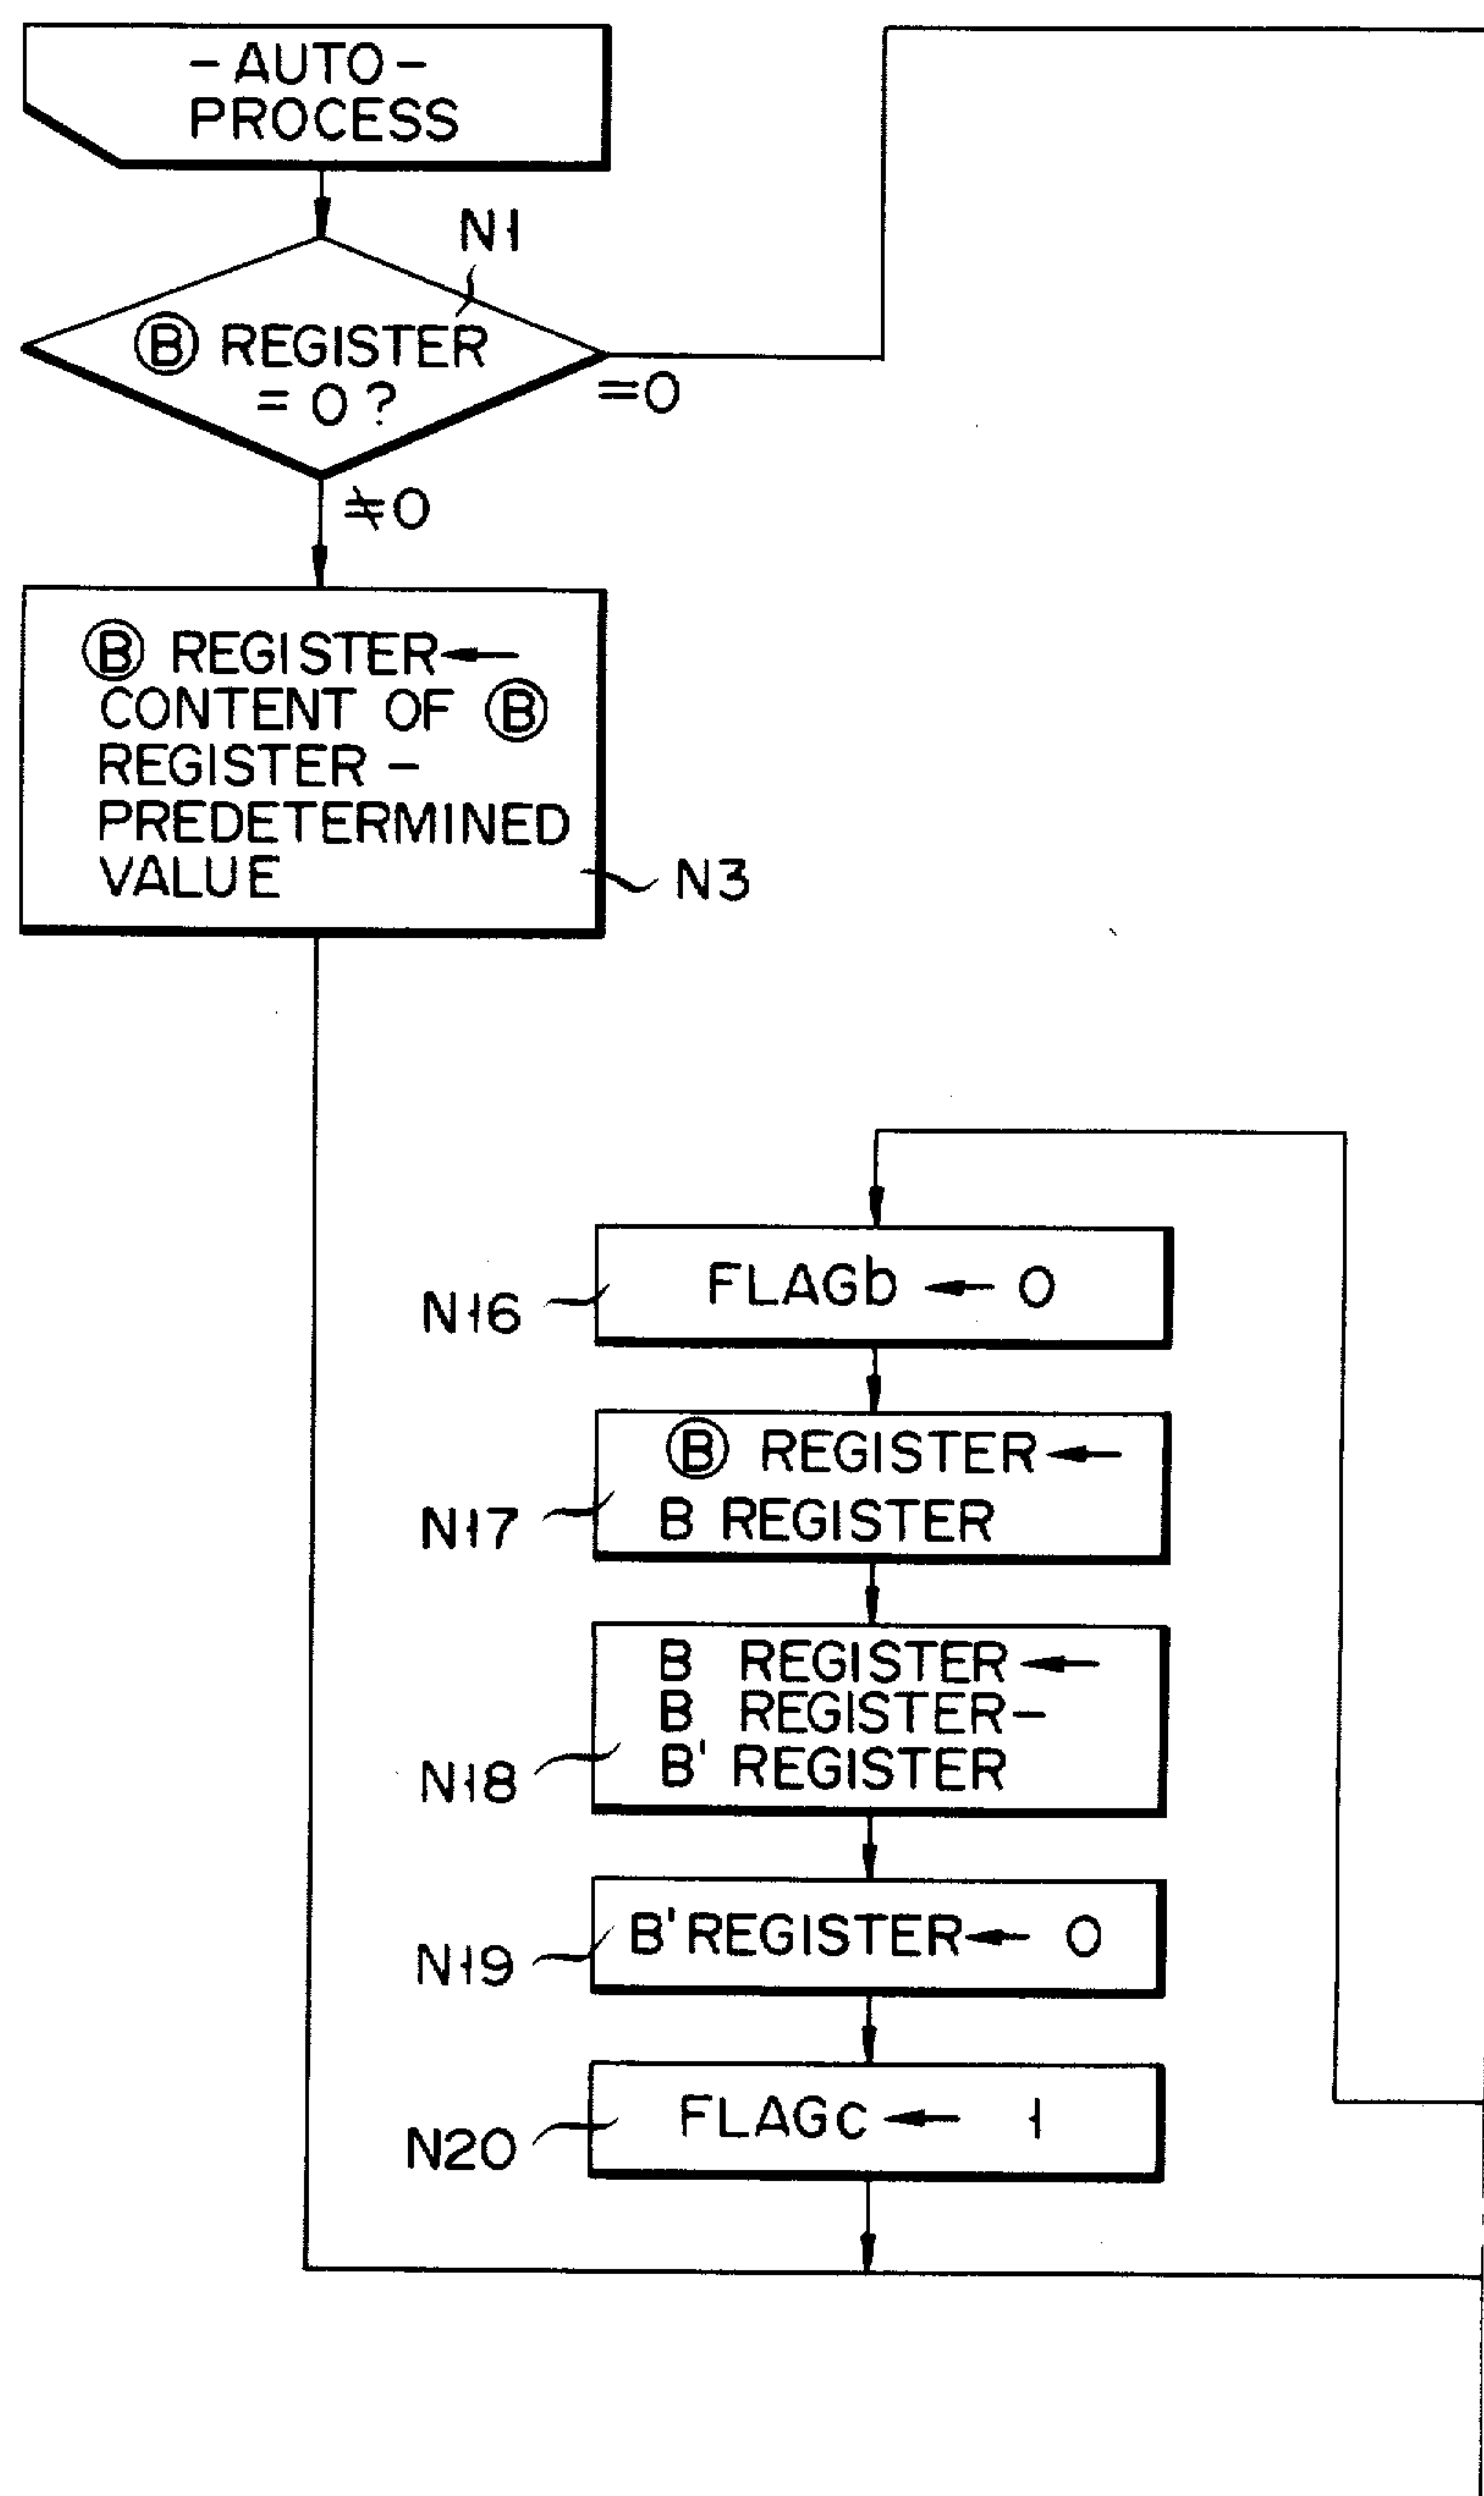 -AUTO-
PROCESS
N1
Ⓑ REGISTER
= 0 ?
=0
≠0
Ⓑ REGISTER←
CONTENT OF Ⓑ
REGISTER -
PREDETERMINED
VALUE
N3
FLAGb ← 0
N16
Ⓑ REGISTER←
B REGISTER
N17
B REGISTER←
B REGISTER-
B' REGISTER
N18
B'REGISTER← 0
N19
FLAGC ← 1
N20